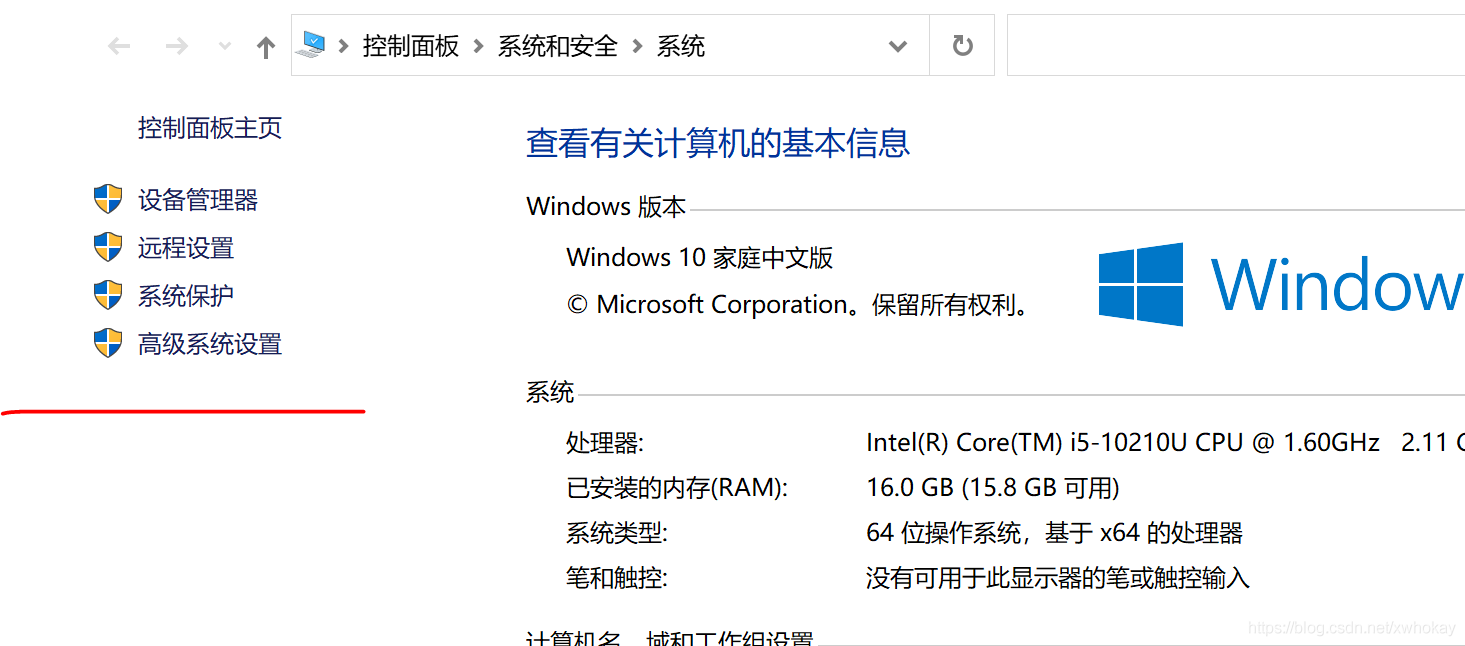 控制面板 系统和安全 系统
控制面板主页
设备管理器
远程设置
系统保护
高级系统设置
查看有关计算机的基本信息
Windows 版本
Windows 10 家庭中文版
© Microsoft Corporation。保留所有权利。
Window
系统
处理器: Intel(R) Core(TM) i5-10210U CPU @ 1.60GHz 2.11 G
已安装的内存(RAM): 16.0 GB (15.8 GB 可用)
系统类型: 64 位操作系统，基于 x64 的处理器
笔和触控: 没有可用于此显示器的笔或触控输入
计算机名、域和工作组设置
https://blog.csdn.net/xwhokay